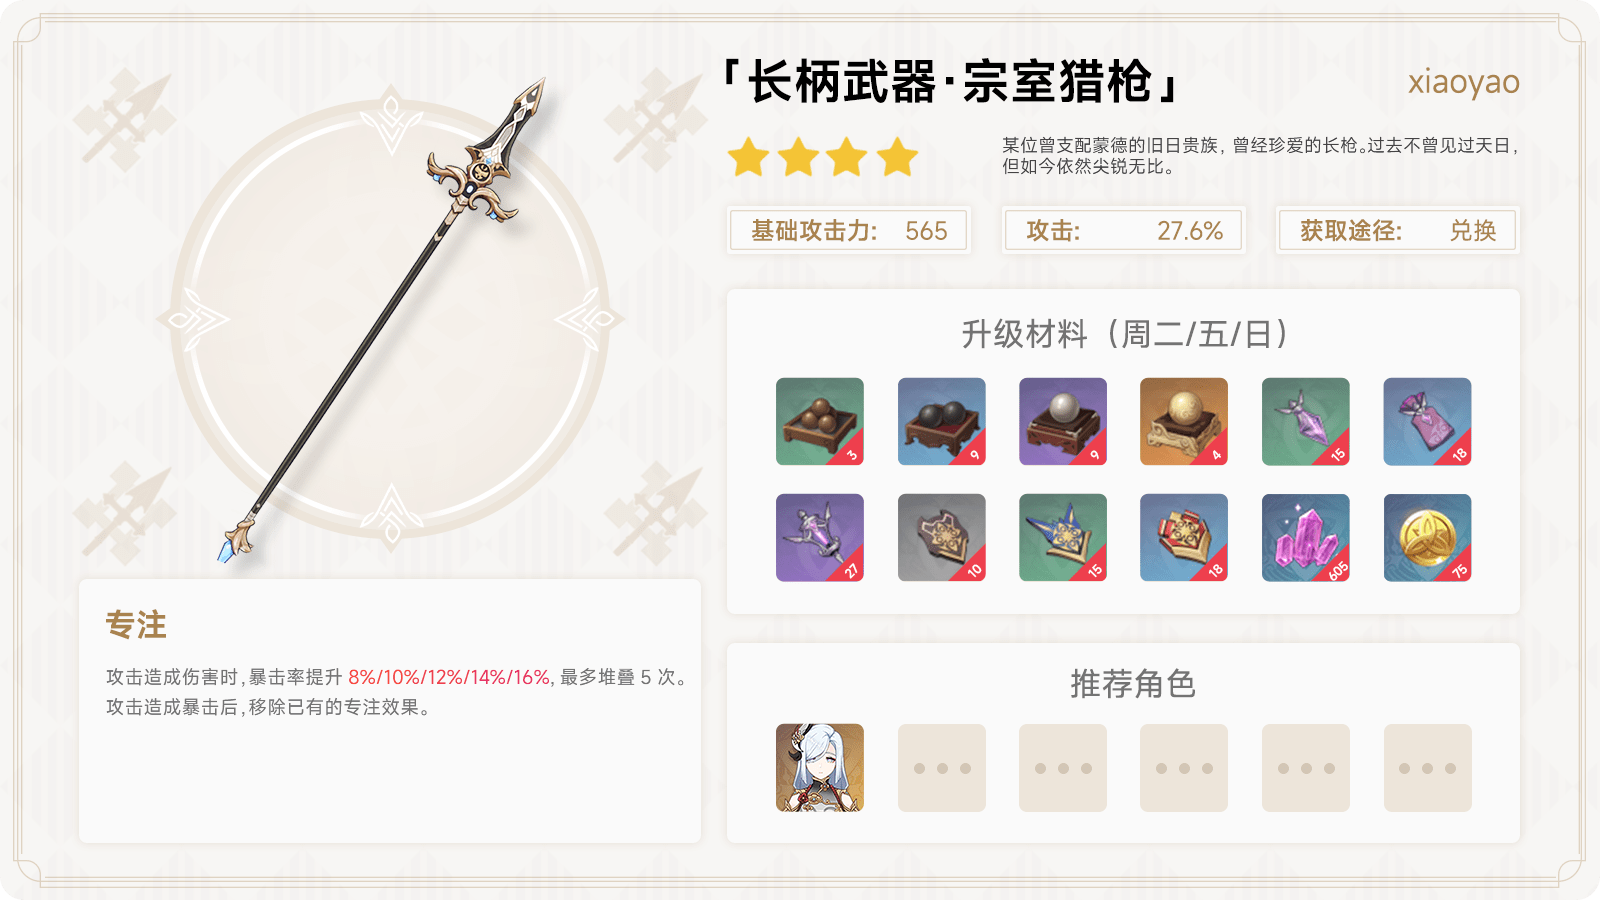 「长柄武器·宗室猎枪」
xiaoyao
某位曾支配蒙德的旧日贵族，曾经珍爱的长枪。过去不曾见过天日，
但如今依然尖锐无比。
基础攻击力: 565
攻击: 27.6%
获取途径: 兑换
升级材料（周二/五/日）
3 9 9 4 15 18
27 10 15 18 605 75
专注
攻击造成伤害时,暴击率提升 8%/10%/12%/14%/16%, 最多堆叠 5 次。
攻击造成暴击后,移除已有的专注效果。
推荐角色